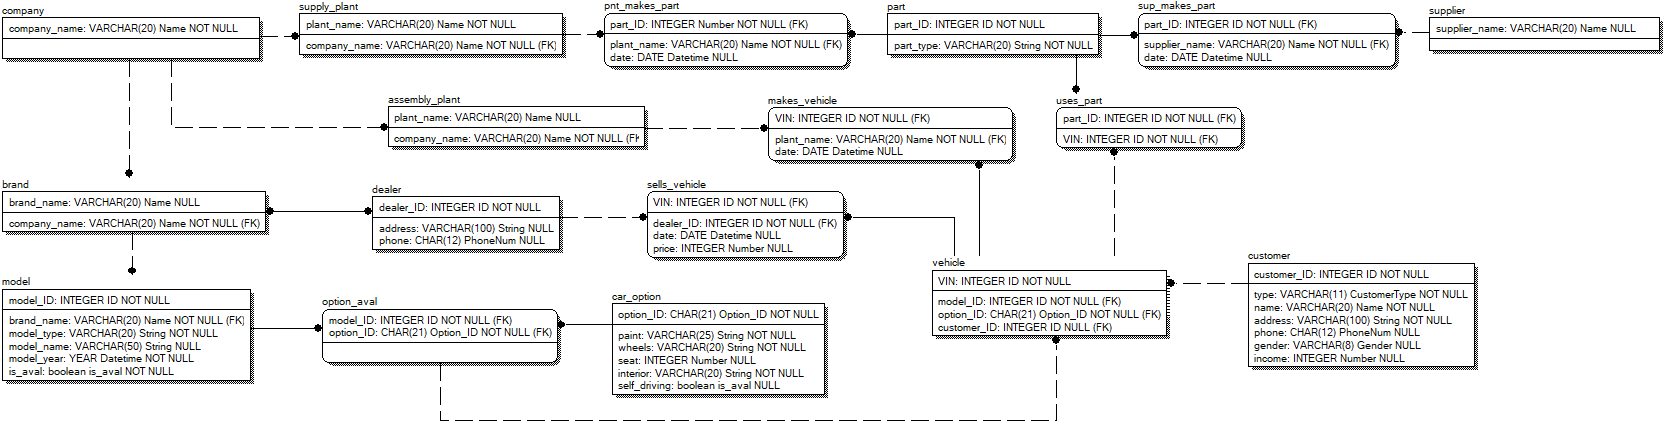 company
company_name: VARCHAR(20) Name NOT NULL
supply_plant
plant_name: VARCHAR(20) Name NOT NULL
company_name: VARCHAR(20) Name NOT NULL (FK)
pnt_makes_part
part_ID: INTEGER Number NOT NULL (FK)
plant_name: VARCHAR(20) Name NOT NULL (FK)
date: DATE Datetime NULL
part
part_ID: INTEGER ID NOT NULL
part_type: VARCHAR(20) String NOT NULL
sup_makes_part
part_ID: INTEGER ID NOT NULL (FK)
supplier_name: VARCHAR(20) Name NOT NULL (FK)
date: DATE Datetime NULL
supplier
supplier_name: VARCHAR(20) Name NULL
assembly_plant
plant_name: VARCHAR(20) Name NULL
company_name: VARCHAR(20) Name NOT NULL (FK
makes_vehicle
VIN: INTEGER ID NOT NULL (FK)
plant_name: VARCHAR(20) Name NOT NULL (FK)
date: DATE Datetime NULL
uses_part
part_ID: INTEGER ID NOT NULL (FK)
VIN: INTEGER ID NOT NULL (FK)
brand
brand_name: VARCHAR(20) Name NULL
company_name: VARCHAR(20) Name NOT NULL (FK)
dealer
dealer_ID: INTEGER ID NOT NULL
address: VARCHAR(100) String NULL
phone: CHAR(12) PhoneNum NULL
sells_vehicle
VIN: INTEGER ID NOT NULL (FK)
dealer_ID: INTEGER ID NOT NULL (FK)
date: DATE Datetime NULL
price: INTEGER Number NULL
vehicle
VIN: INTEGER ID NOT NULL
model_ID: INTEGER ID NOT NULL (FK)
option_ID: CHAR(21) Option_ID NOT NULL (FK)
customer_ID: INTEGER ID NULL (FK)
customer
customer_ID: INTEGER ID NOT NULL
type: VARCHAR(11) CustomerType NOT NULL
name: VARCHAR(20) Name NOT NULL
address: VARCHAR(100) String NOT NULL
phone: CHAR(12) PhoneNum NULL
gender: VARCHAR(8) Gender NULL
income: INTEGER Number NULL
model
model_ID: INTEGER ID NOT NULL
brand_name: VARCHAR(20) Name NOT NULL (FK)
model_type: VARCHAR(20) String NOT NULL
model_name: VARCHAR(50) String NULL
model_year: YEAR Datetime NOT NULL
is_aval: boolean is_aval NOT NULL
option_aval
model_ID: INTEGER ID NOT NULL (FK)
option_ID: CHAR(21) Option_ID NOT NULL (FK)
car_option
option_ID: CHAR(21) Option_ID NOT NULL
paint: VARCHAR(25) String NOT NULL
wheels: VARCHAR(20) String NOT NULL
seat: INTEGER Number NULL
interior: VARCHAR(20) String NOT NULL
self_driving: boolean is_aval NULL